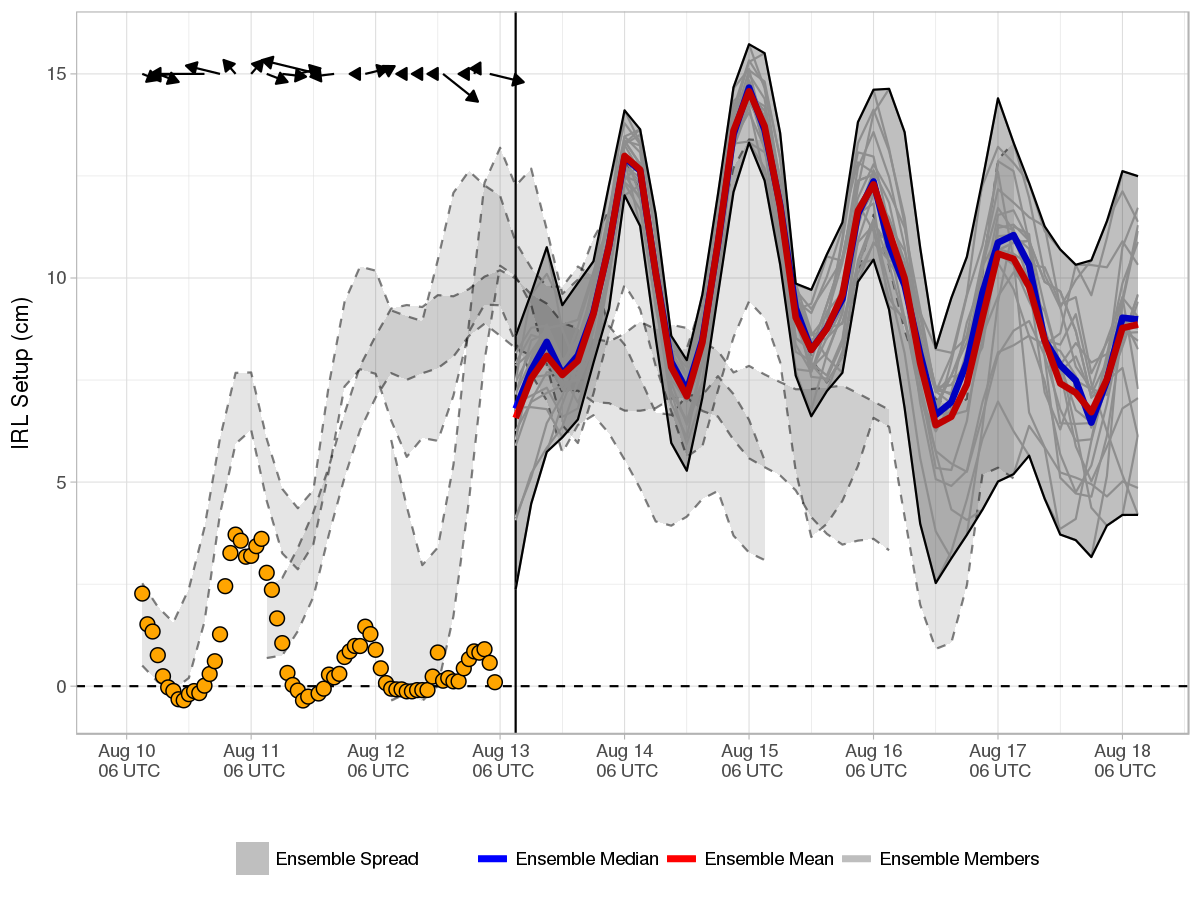 15
10
5
0
IRL Setup (cm)
Aug 10 Aug 11 Aug 12 Aug 13 Aug 14 Aug 15 Aug 16 Aug 17 Aug 18
06 UTC 06 UTC 06 UTC 06 UTC 06 UTC 06 UTC 06 UTC 06 UTC 06 UTC
Ensemble Spread Ensemble Median Ensemble Mean Ensemble Members